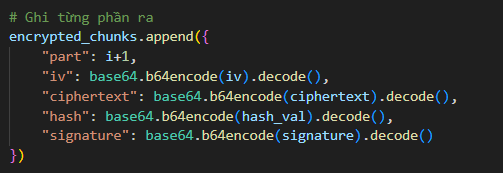 # Ghi từng phần ra
encrypted_chunks.append({
    "part": i+1,
    "iv": base64.b64encode(iv).decode(),
    "ciphertext": base64.b64encode(ciphertext).decode(),
    "hash": base64.b64encode(hash_val).decode(),
    "signature": base64.b64encode(signature).decode()
})